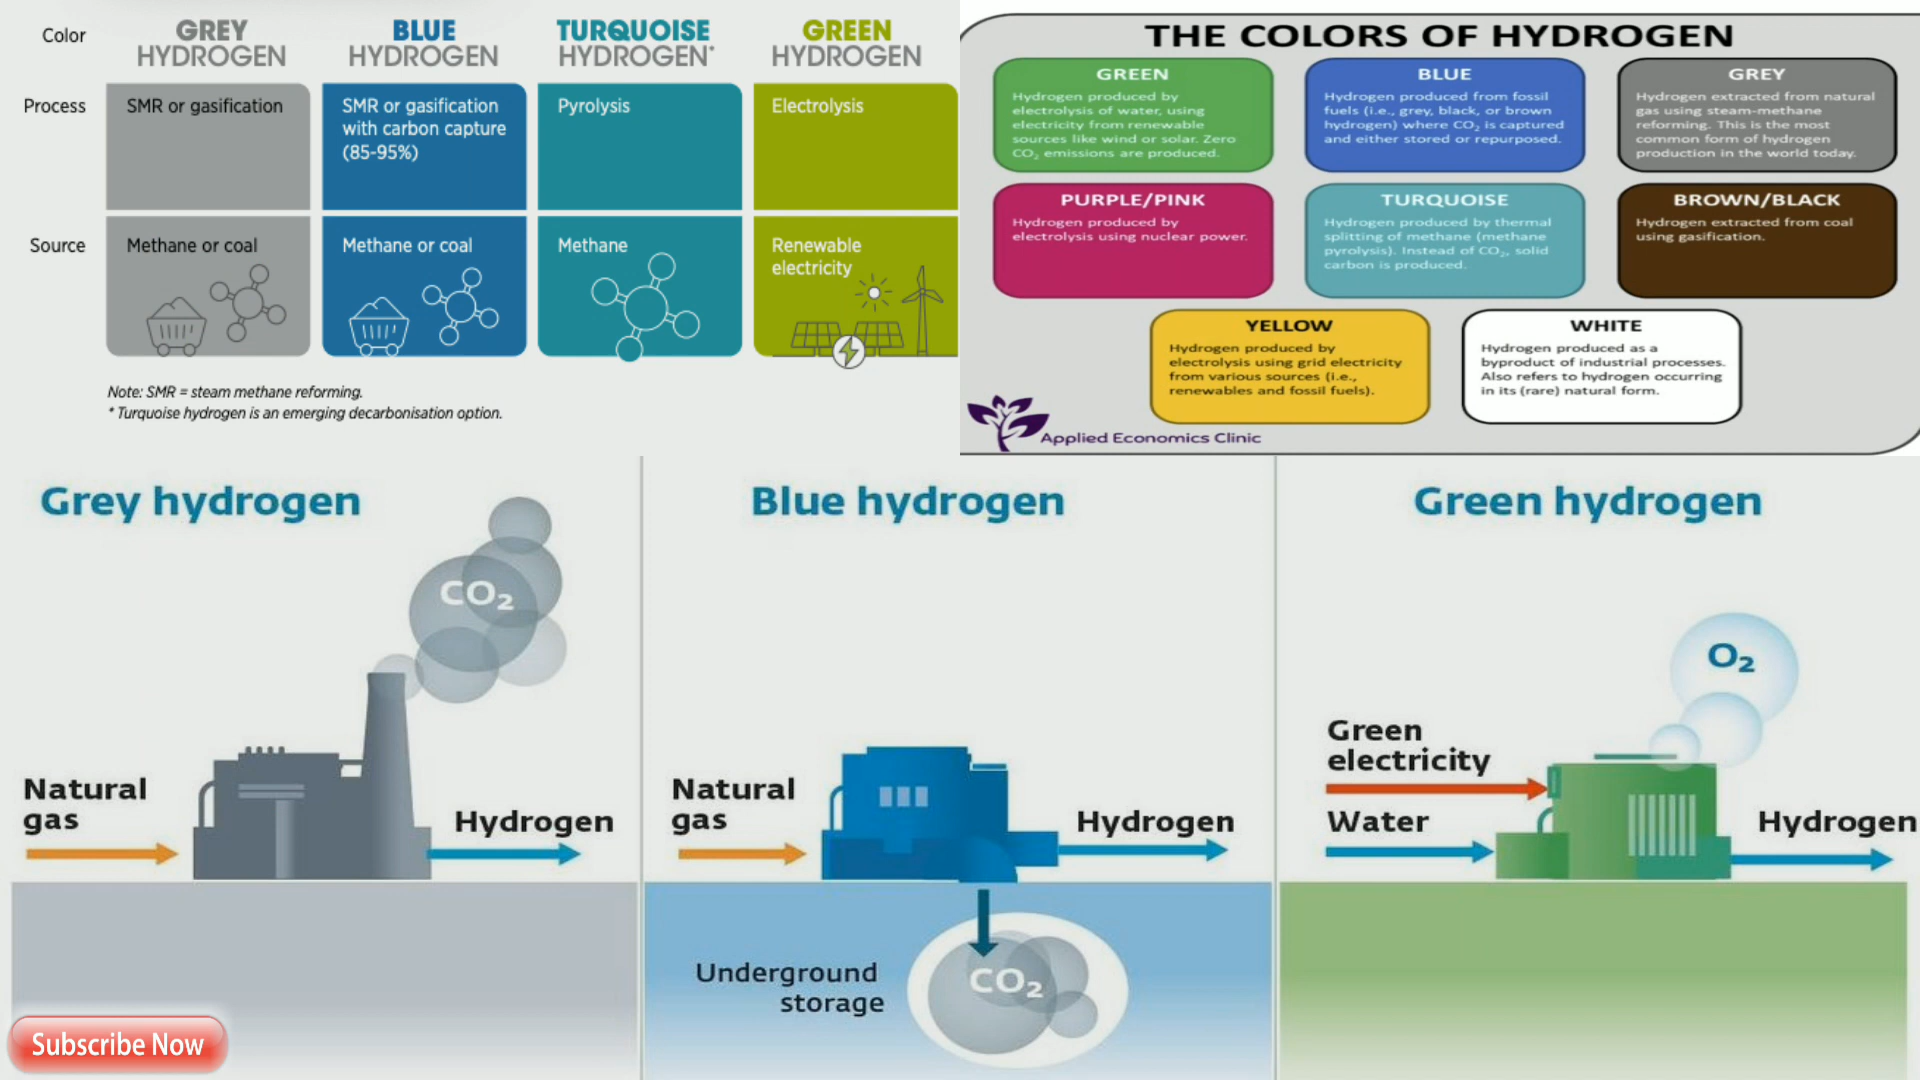 Color
GREY
HYDROGEN
BLUE
HYDROGEN
TURQUOISE
HYDROGEN*
GREEN
HYDROGEN
Process
SMR or gasification
SMR or gasification
with carbon capture
(85-95%)
Pyrolysis
Electrolysis
Source
Methane or coal
Methane or coal
Methane
Renewable
electricity
Note: SMR = steam methane reforming.
* Turquoise hydrogen is an emerging decarbonisation option.
THE COLORS OF HYDROGEN
GREEN
Hydrogen produced by
electrolysis of water, using
electricity from renewable
sources like wind or solar. Zero
CO₂ emissions are produced.
BLUE
Hydrogen produced from fossil
fuels (i.e., grey, black, or brown
hydrogen) where CO₂ is captured
and either stored or repurposed.
GREY
Hydrogen extracted from natural
gas using steam-methane
reforming. This is the most
common form of hydrogen
production in the world today.
PURPLE/PINK
Hydrogen produced by
electrolysis using nuclear power.
TURQUOISE
Hydrogen produced by thermal
splitting of methane (methane
pyrolysis). Instead of CO₂, solid
carbon is produced.
BROWN/BLACK
Hydrogen extracted from coal
using gasification.
YELLOW
Hydrogen produced by
electrolysis using grid electricity
from various sources (i.e.,
renewables and fossil fuels).
WHITE
Hydrogen produced as a
byproduct of industrial processes.
Also refers to hydrogen occurring
in its (rare) natural form.
Applied Economics Clinic
Grey hydrogen
CO₂
Natural
gas
Hydrogen
Blue hydrogen
Natural
gas
Hydrogen
Underground
storage
CO₂
Green hydrogen
O₂
Green
electricity
Water
Hydrogen
Subscribe Now